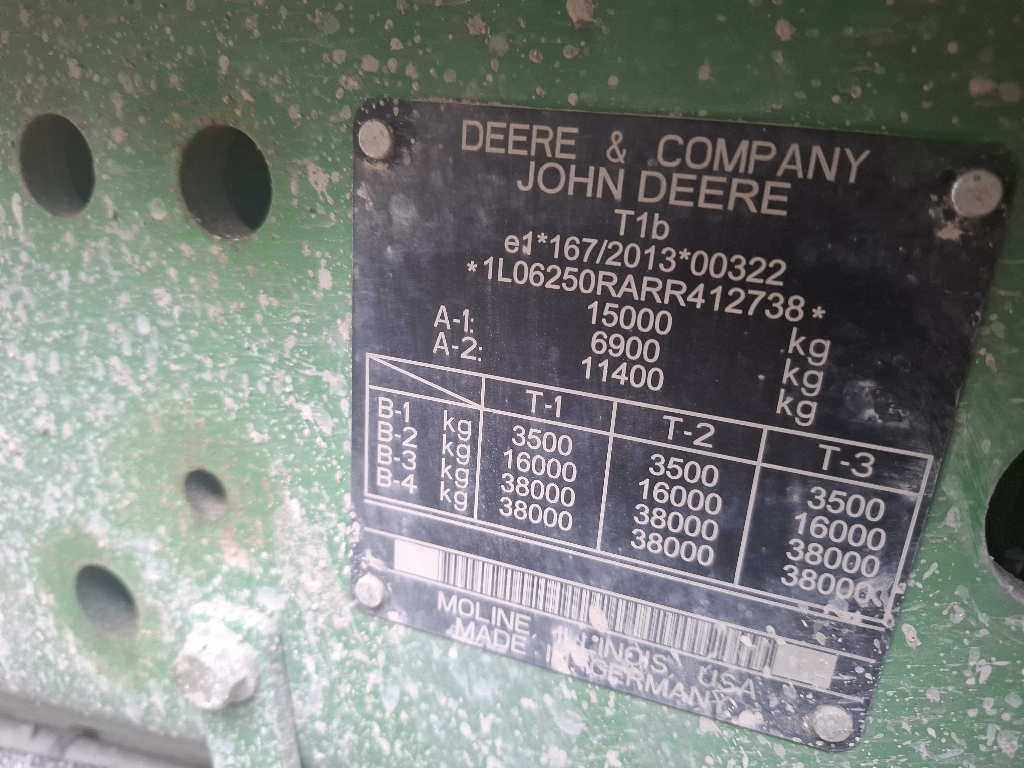 DEERE & COMPANY
JOHN DEERE
T1b
e1*167/2013*00322
*1L06250RARR412738*
15000 kg
A-1: 6900 kg
A-2: 11400 kg
T-1 T-2 T-3
B-1 kg 3500 3500 3500
B-2 kg 16000 16000 16000
B-3 kg 38000 38000 38000
B-4 kg 38000 38000 38000
MOLINE, ILLINOIS USA
MADE IN GERMANY